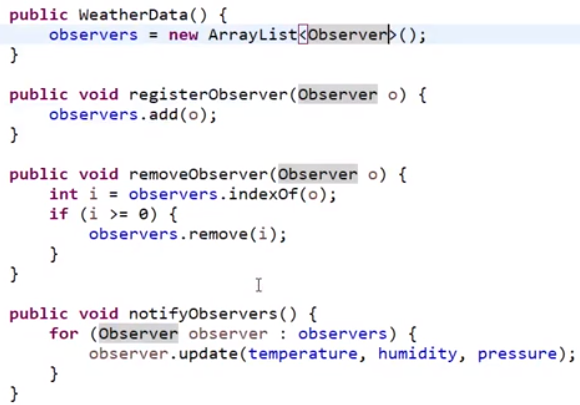 public WeatherData() {
    observers = new ArrayList<Observer>();
}
public void registerObserver(Observer o) {
    observers.add(o);
}
public void removeObserver(Observer o) {
    int i = observers.indexOf(o);
    if (i >= 0) {
        observers.remove(i);
    }
}
public void notifyObservers() {
    for (Observer observer : observers) {
        observer.update(temperature, humidity, pressure);
    }
}